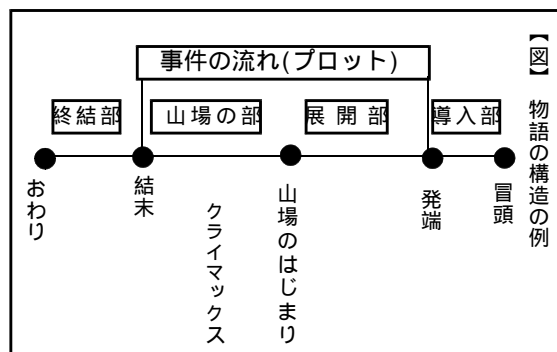 【図】 物語の構造の例
事件の流れ(プロット)
導入部
展開部
山場の部
終結部
冒頭
発端
山場のはじまり
クライマックス
結末
おわり